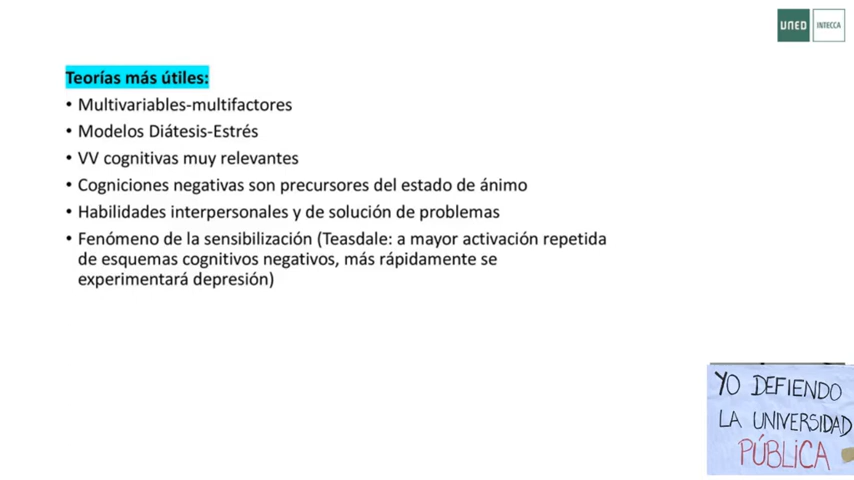 UNED INTECCA
Teorías más útiles:
• Multivariables-multifactores
• Modelos Diátesis-Estrés
• VV cognitivas muy relevantes
• Cogniciones negativas son precursores del estado de ánimo
• Habilidades interpersonales y de solución de problemas
• Fenómeno de la sensibilización (Teasdale: a mayor activación repetida
de esquemas cognitivos negativos, más rápidamente se
experimentará depresión)
YO DEFIENDO
LA UNIVERSIDAD
PÚBLICA